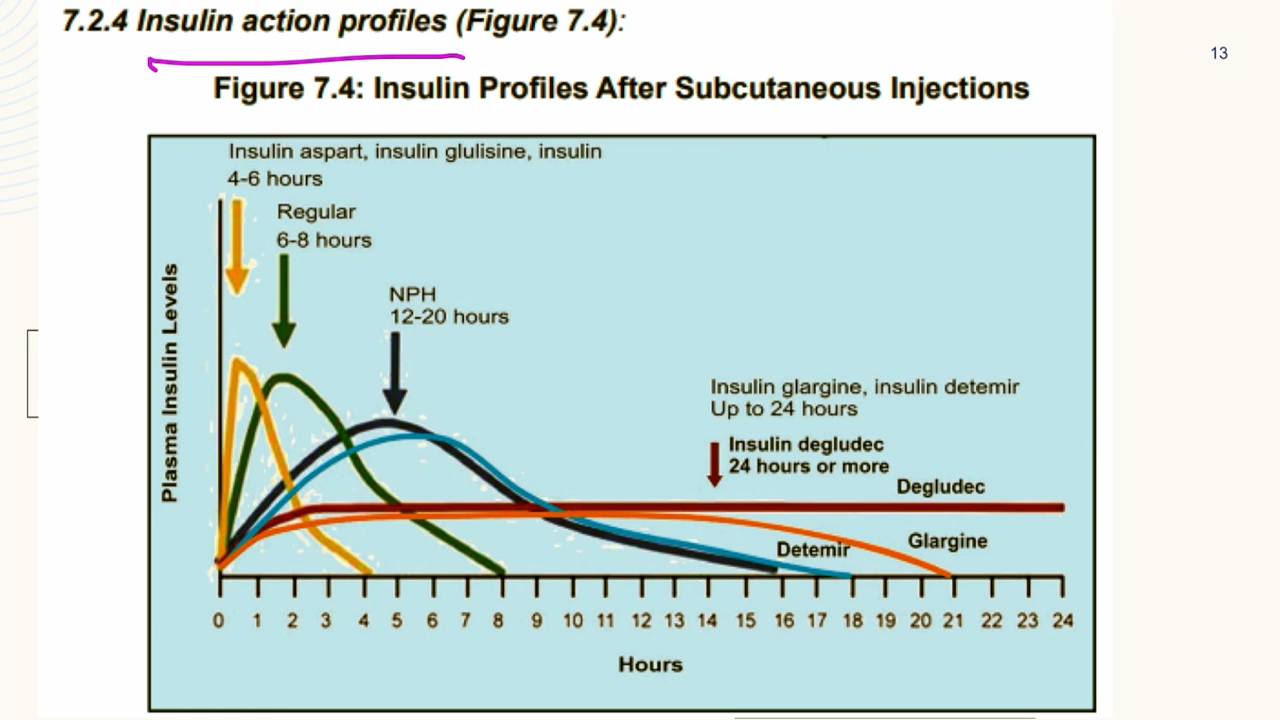 7.2.4 Insulin action profiles (Figure 7.4):
13
Figure 7.4: Insulin Profiles After Subcutaneous Injections
Insulin aspart, insulin glulisine, insulin
4-6 hours
Regular
6-8 hours
NPH
12-20 hours
Insulin glargine, insulin detemir
Up to 24 hours
Insulin degludec
24 hours or more
Degludec
Glargine
Detemir
Plasma Insulin Levels
0 1 2 3 4 5 6 7 8 9 10 11 12 13 14 15 16 17 18 19 20 21 22 23 24
Hours